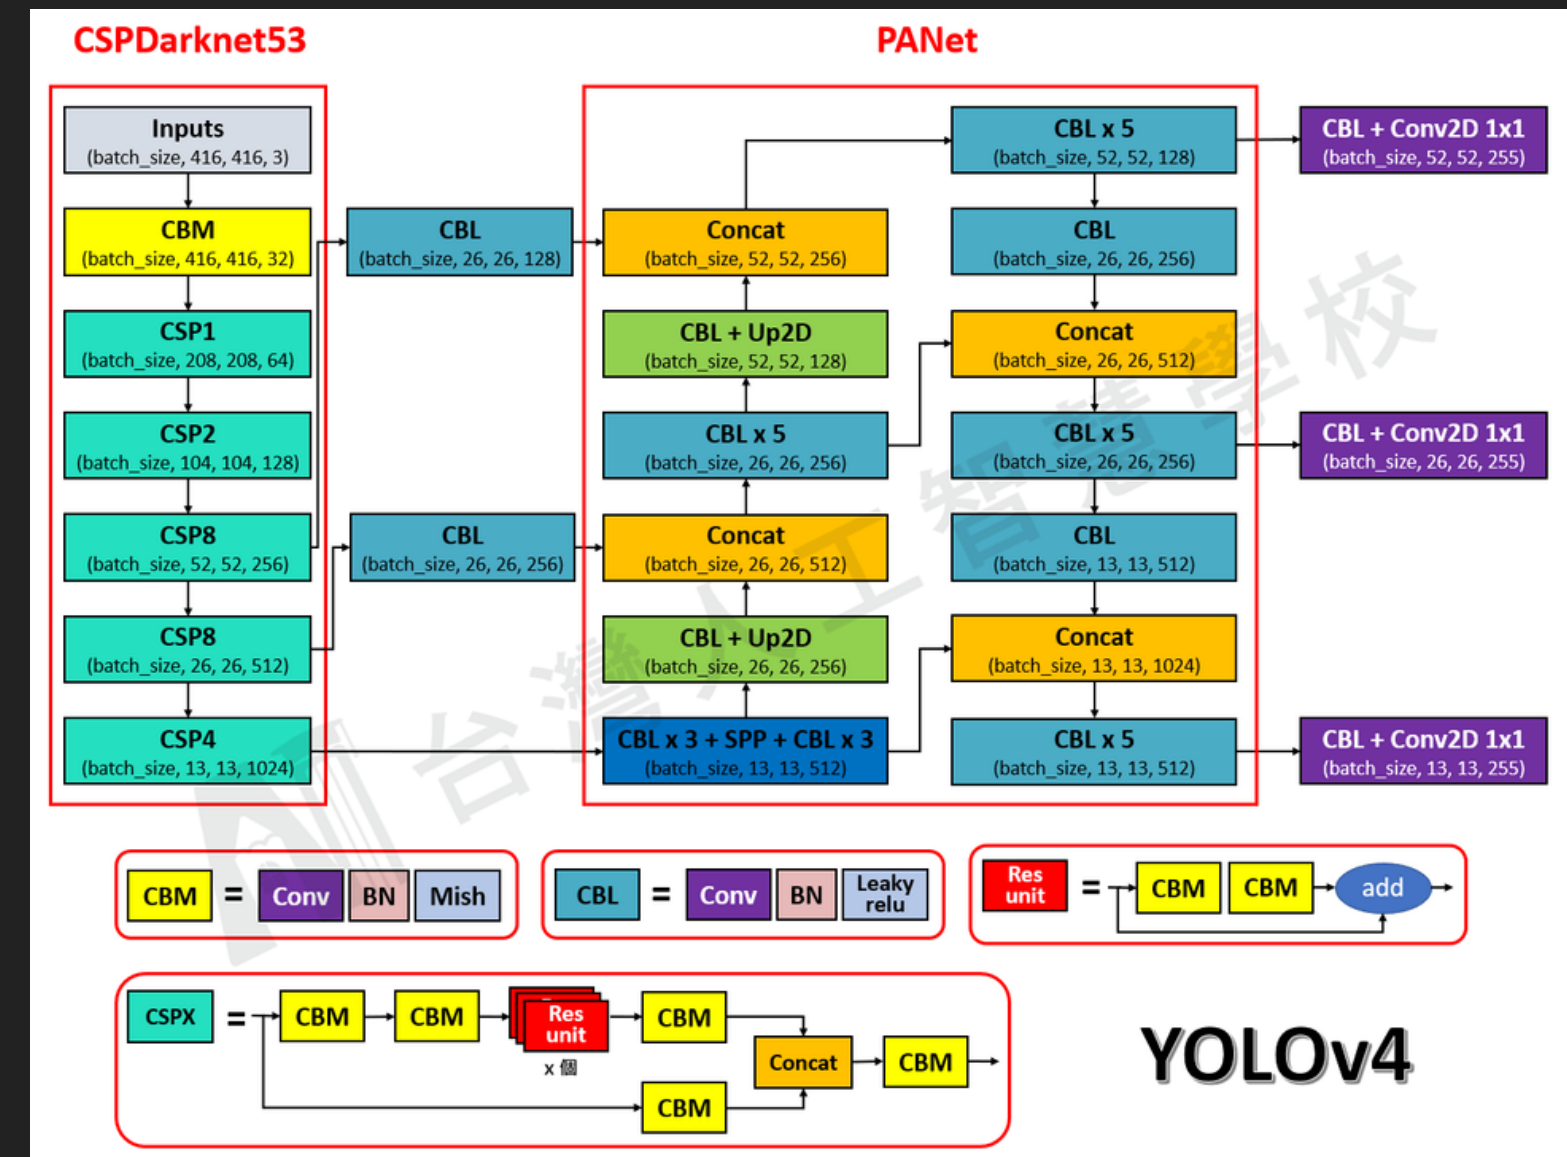 CSPDarknet53
PANet
Inputs
(batch_size, 416, 416, 3)
CBM
(batch_size, 416, 416, 32)
CSP1
(batch_size, 208, 208, 64)
CSP2
(batch_size, 104, 104, 128)
CSP8
(batch_size, 52, 52, 256)
CSP8
(batch_size, 26, 26, 512)
CSP4
(batch_size, 13, 13, 1024)
CBL
(batch_size, 26, 26, 128)
CBL
(batch_size, 26, 26, 256)
Concat
(batch_size, 52, 52, 256)
CBL + Up2D
(batch_size, 52, 52, 128)
CBL x 5
(batch_size, 26, 26, 256)
Concat
(batch_size, 26, 26, 512)
CBL + Up2D
(batch_size, 26, 26, 256)
CBL x 3 + SPP + CBL x 3
(batch_size, 13, 13, 512)
CBL x 5
(batch_size, 52, 52, 128)
CBL
(batch_size, 26, 26, 256)
Concat
(batch_size, 26, 26, 512)
CBL x 5
(batch_size, 26, 26, 256)
CBL
(batch_size, 13, 13, 512)
Concat
(batch_size, 13, 13, 1024)
CBL x 5
(batch_size, 13, 13, 512)
CBL + Conv2D 1x1
(batch_size, 52, 52, 255)
CBL + Conv2D 1x1
(batch_size, 26, 26, 255)
CBL + Conv2D 1x1
(batch_size, 13, 13, 255)
台灣人工智慧學校
CBM = Conv BN Mish
CBL = Conv BN Leaky relu
Res unit = CBM CBM add
CSPX = CBM CBM Res unit CBM
x 個
Concat CBM
CBM
YOLOv4